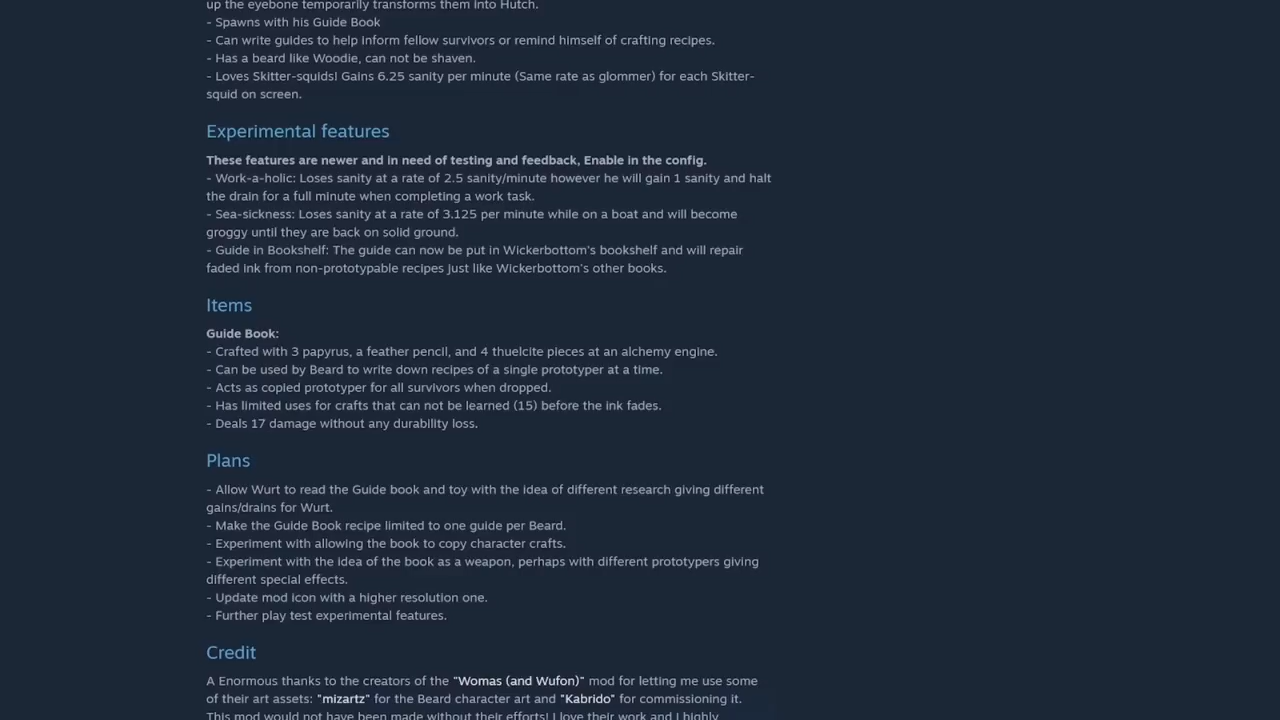 up the eyebone temporarily transforms them into Hutch.
- Spawns with his Guide Book
- Can write guides to help inform fellow survivors or remind himself of crafting recipes.
- Has a beard like Woodie, can not be shaven.
- Loves Skitter-squids! Gains 6.25 sanity per minute (Same rate as glommer) for each Skitter-
squid on screen.
Experimental features
These features are newer and in need of testing and feedback, Enable in the config.
- Work-a-holic: Loses sanity at a rate of 2.5 sanity/minute however he will gain 1 sanity and halt
the drain for a full minute when completing a work task.
- Sea-sickness: Loses sanity at a rate of 3.125 per minute while on a boat and will become
groggy until they are back on solid ground.
- Guide in Bookshelf: The guide can now be put in Wickerbottom's bookshelf and will repair
faded ink from non-prototypable recipes just like Wickerbottom's other books.
Items
Guide Book:
- Crafted with 3 papyrus, a feather pencil, and 4 thuelcite pieces at an alchemy engine.
- Can be used by Beard to write down recipes of a single prototyper at a time.
- Acts as copied prototyper for all survivors when dropped.
- Has limited uses for crafts that can not be learned (15) before the ink fades.
- Deals 17 damage without any durability loss.
Plans
- Allow Wurt to read the Guide book and toy with the idea of different research giving different
gains/drains for Wurt.
- Make the Guide Book recipe limited to one guide per Beard.
- Experiment with allowing the book to copy character crafts.
- Experiment with the idea of the book as a weapon, perhaps with different prototypers giving
different special effects.
- Update mod icon with a higher resolution one.
- Further play test experimental features.
Credit
A Enormous thanks to the creators of the "Womas (and Wufon)" mod for letting me use some
of their art assets: "mizartz" for the Beard character art and "Kabrido" for commissioning it.
This mod would not have been made without their efforts! I love their work and I highly